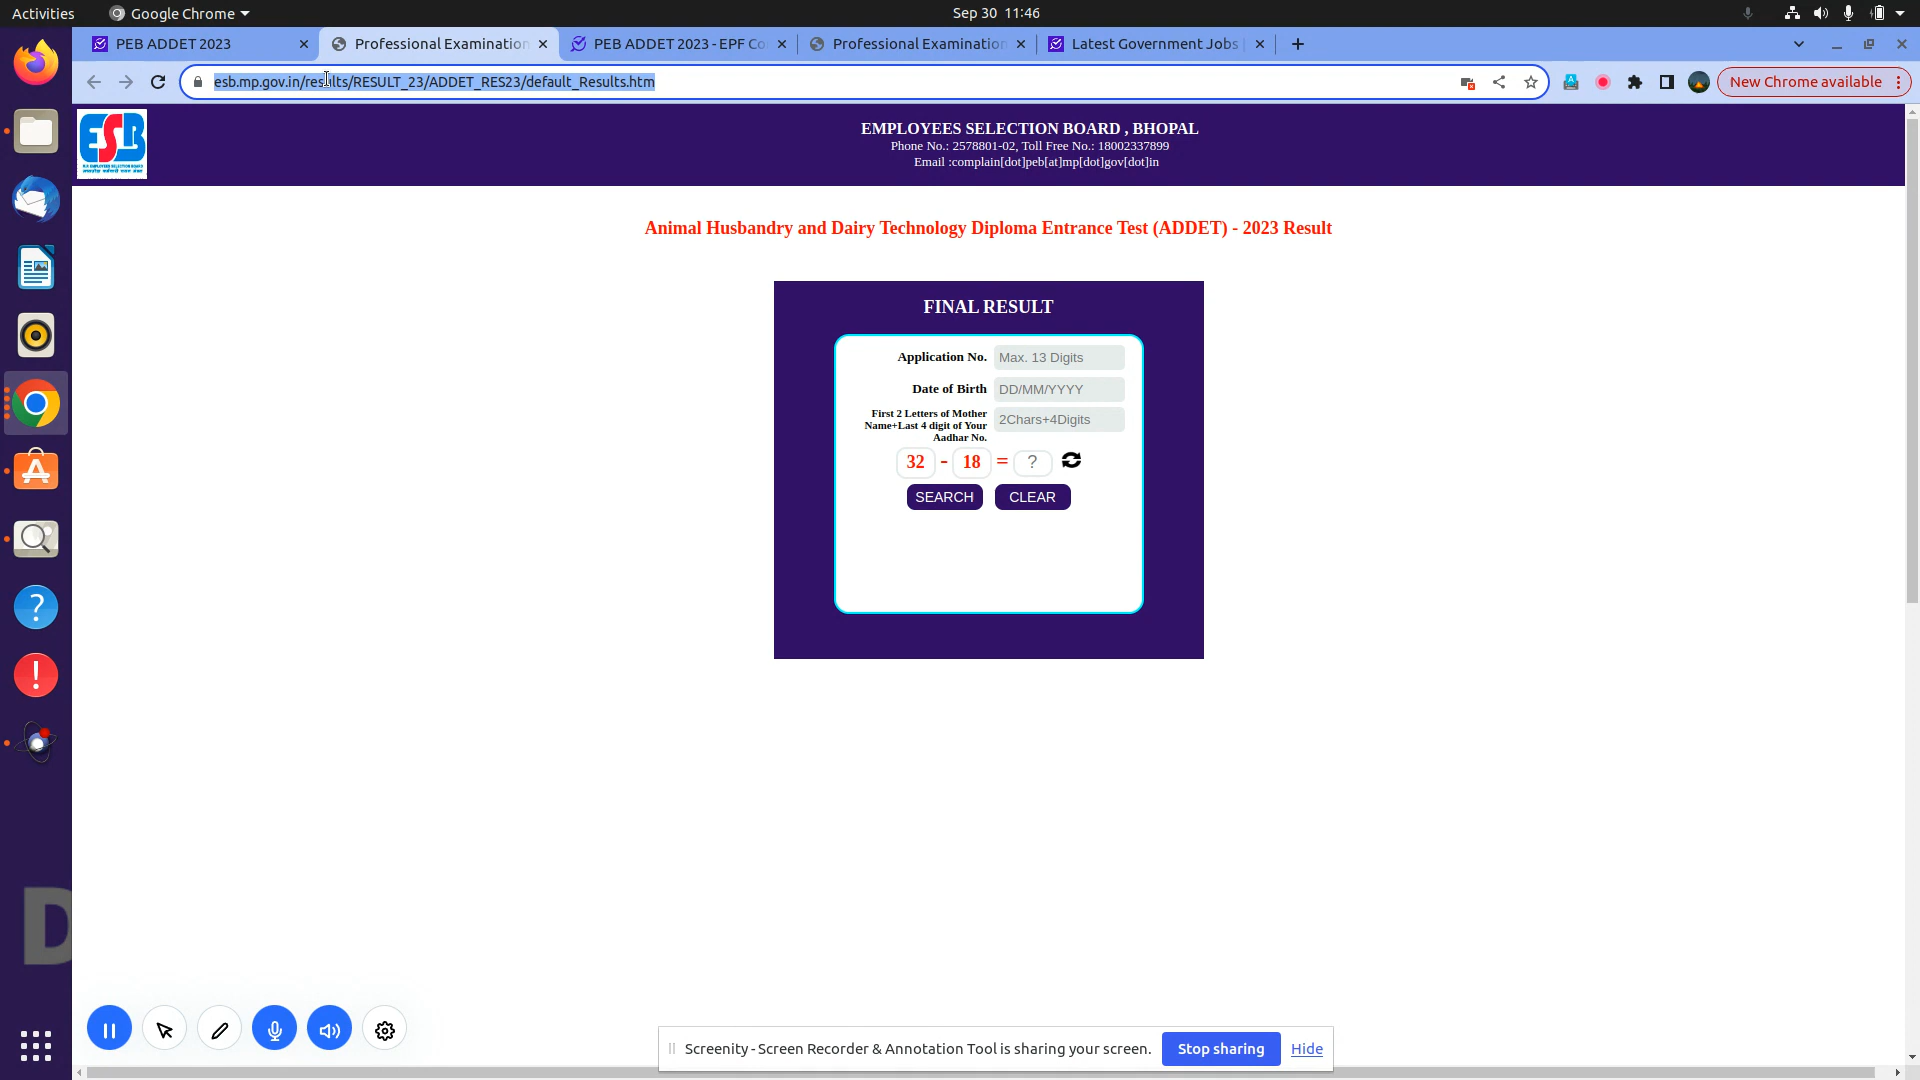 Activities
Google Chrome
Sep 30 11:46
PEB ADDET 2023
Professional Examination
PEB ADDET 2023 - EPF Co
Professional Examination
Latest Government Jobs
esb.mp.gov.in/results/RESULT_23/ADDET_RES23/default_Results.htm
New Chrome available
ESB
EMPLOYEES SELECTION BOARD , BHOPAL
Phone No.: 2578801-02, Toll Free No.: 18002337899
Email :complain[dot]peb[at]mp[dot]gov[dot]in
Animal Husbandry and Dairy Technology Diploma Entrance Test (ADDET) - 2023 Result
FINAL RESULT
Application No. Max. 13 Digits
Date of Birth DD/MM/YYYY
First 2 Letters of Mother
Name+Last 4 digit of Your
Aadhar No.
2Chars+4Digits
32 - 18 = ?
SEARCH CLEAR
D
Screenity - Screen Recorder & Annotation Tool is sharing your screen.
Stop sharing
Hide